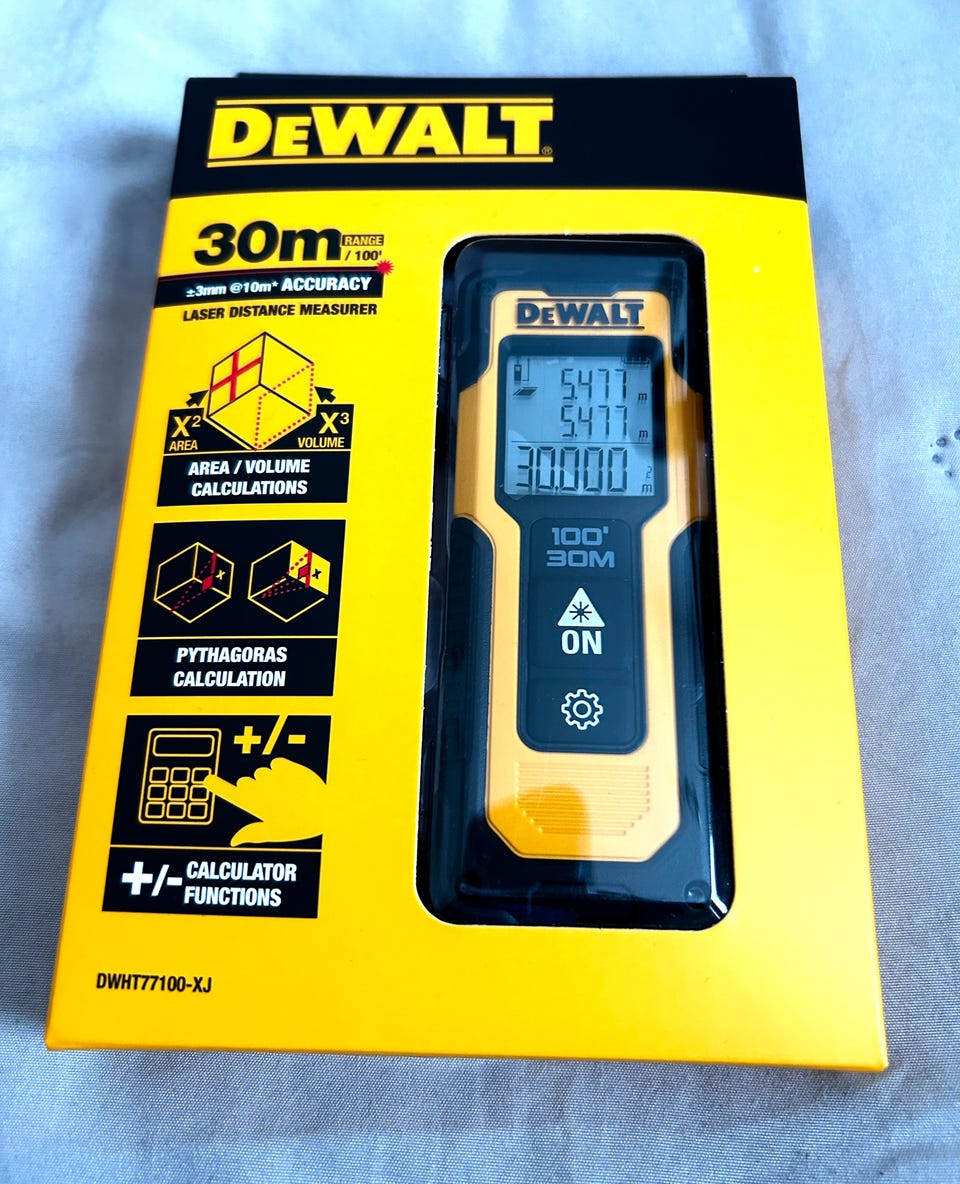 DEWALT®
30m RANGE / 100'
±3mm @10m* ACCURACY
LASER DISTANCE MEASURER
X² AREA
X³ VOLUME
AREA / VOLUME
CALCULATIONS
x x
PYTHAGORAS
CALCULATION
+/-
+/- CALCULATOR
FUNCTIONS
DWHT77100-XJ
DEWALT
5.477 m
5.477 m
30.000 m²
100'
30M
ON